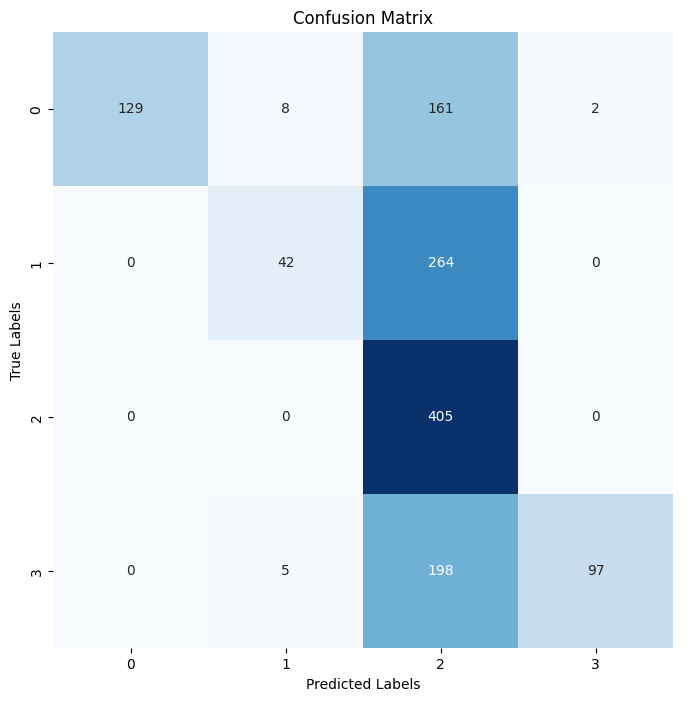 Confusion Matrix
0 129 8 161 2
1 0 42 264 0
2 0 0 405 0
3 0 5 198 97
0 1 2 3
True Labels
Predicted Labels